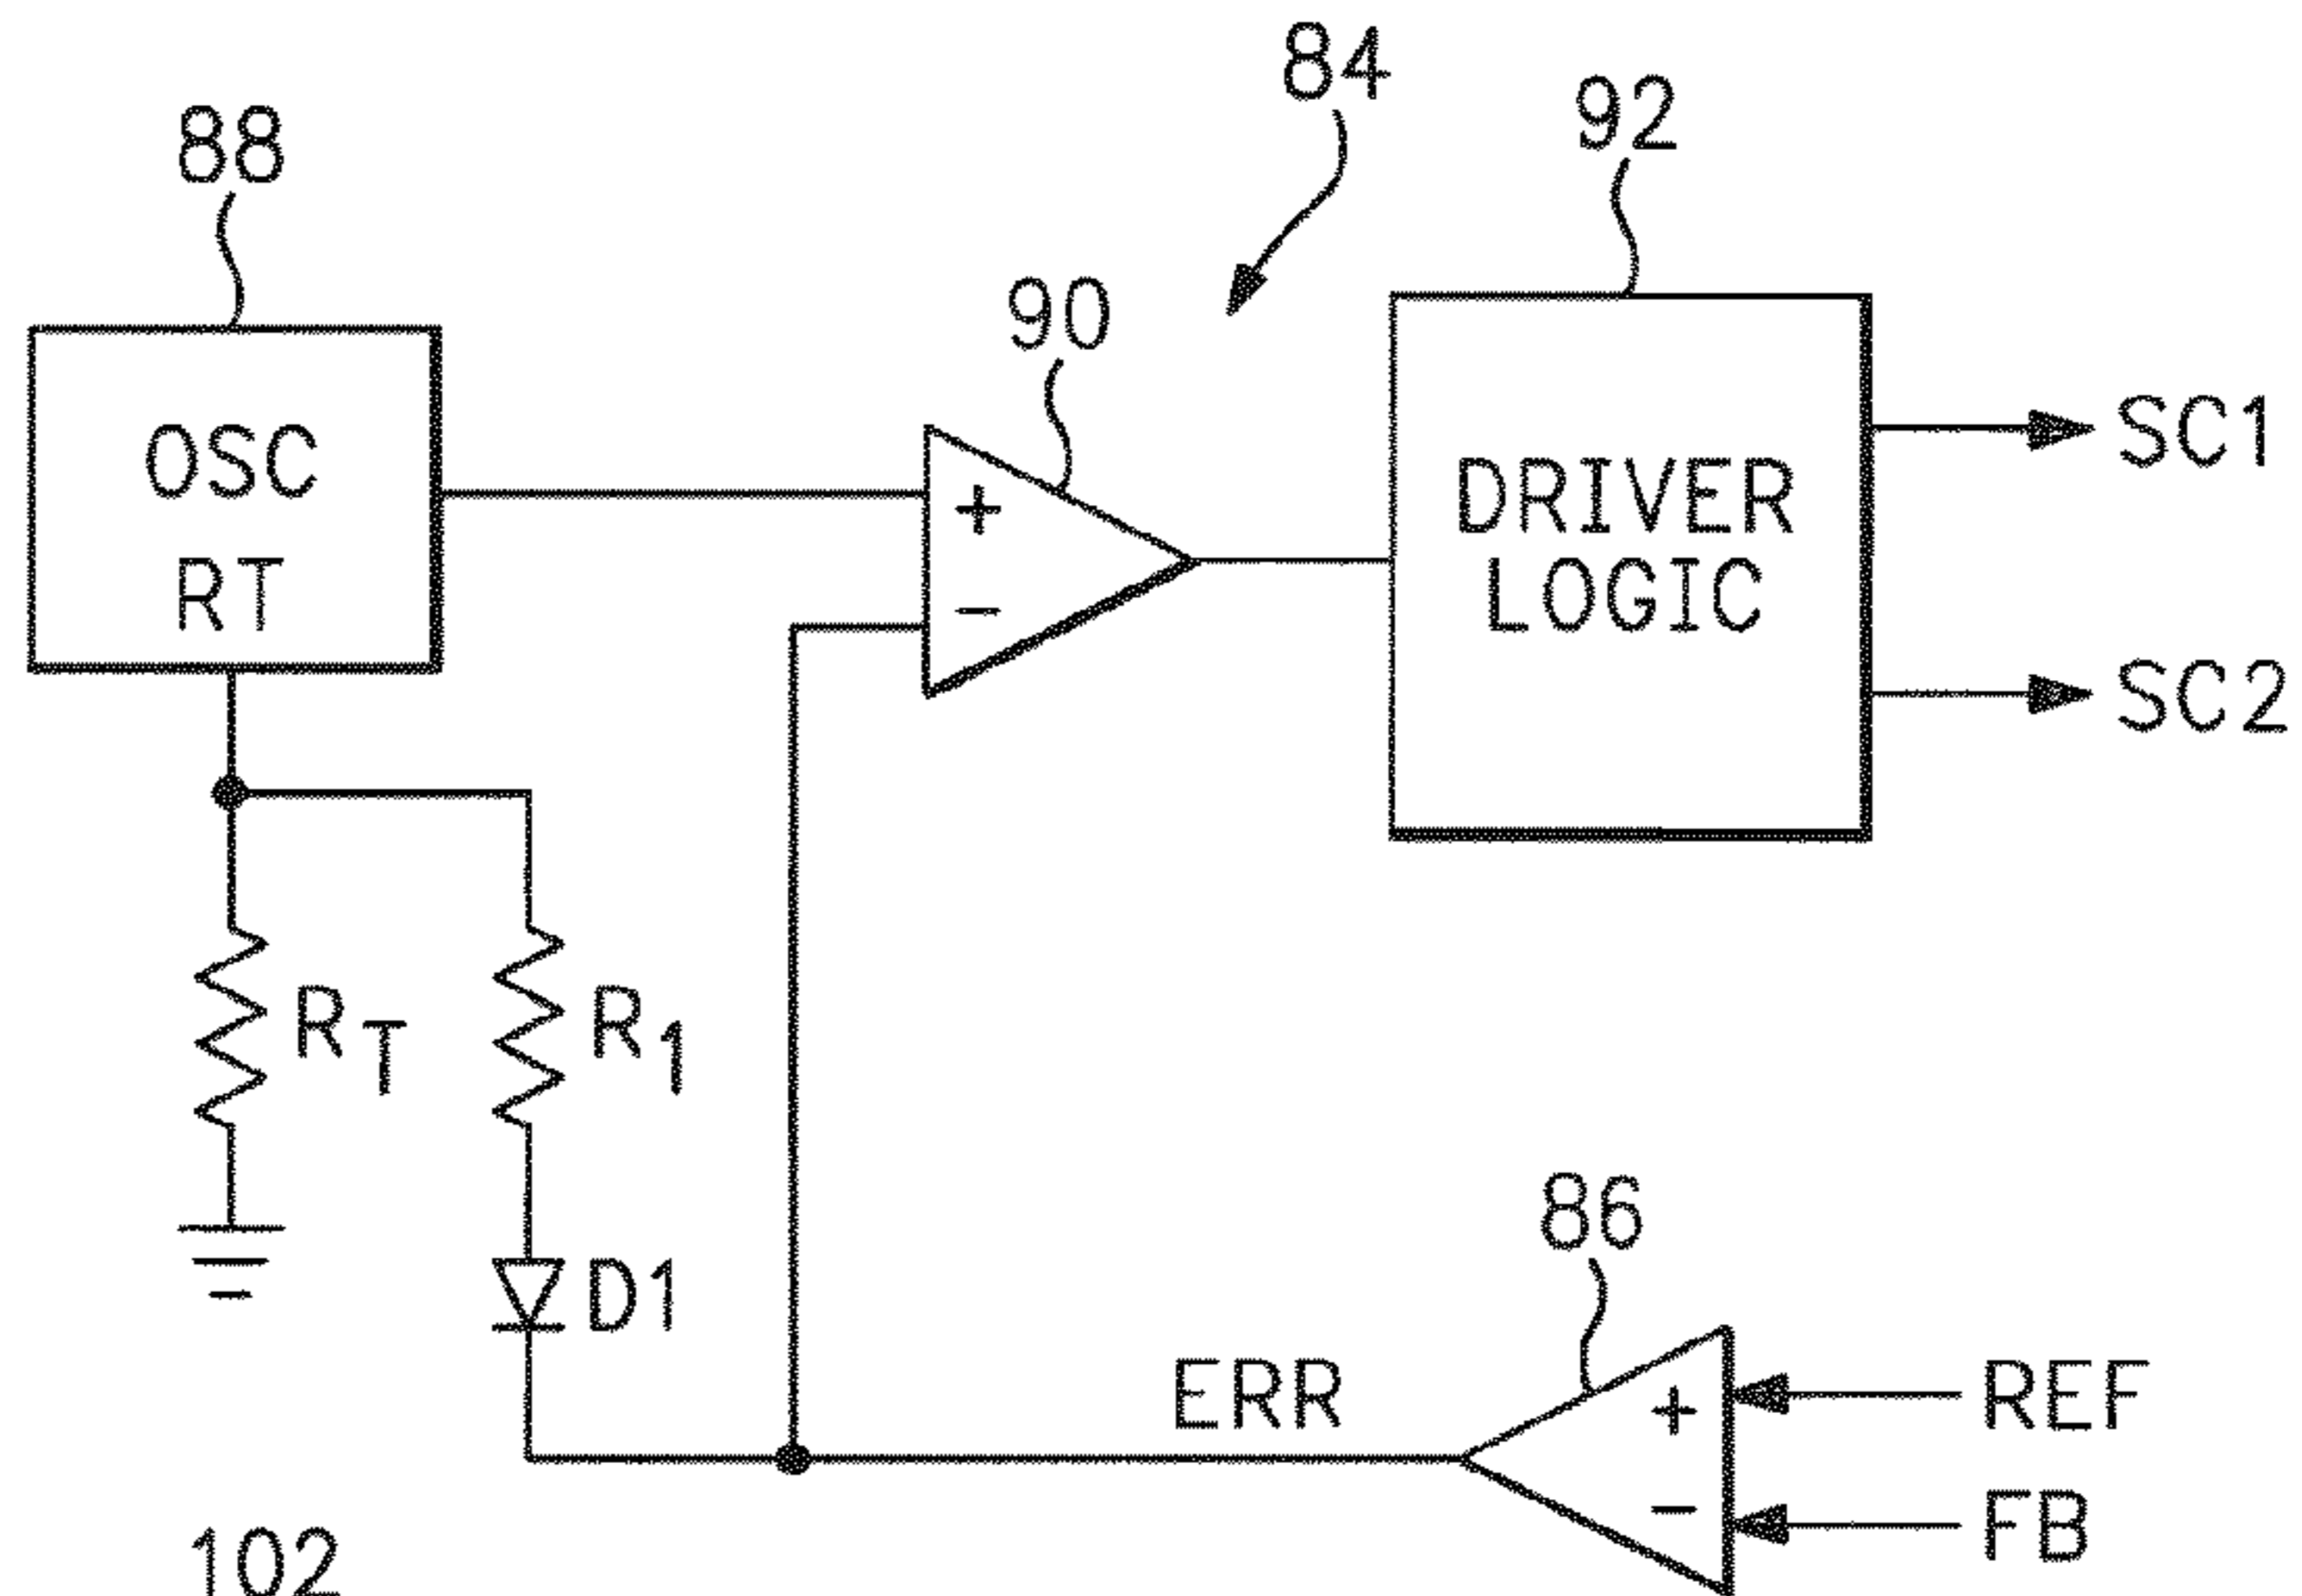 84
92
88
90
OSC
RT
+
-
DRIVER
LOGIC
SC1
SC2
RT
R1
D1
86
ERR
+
-
REF
FB
102